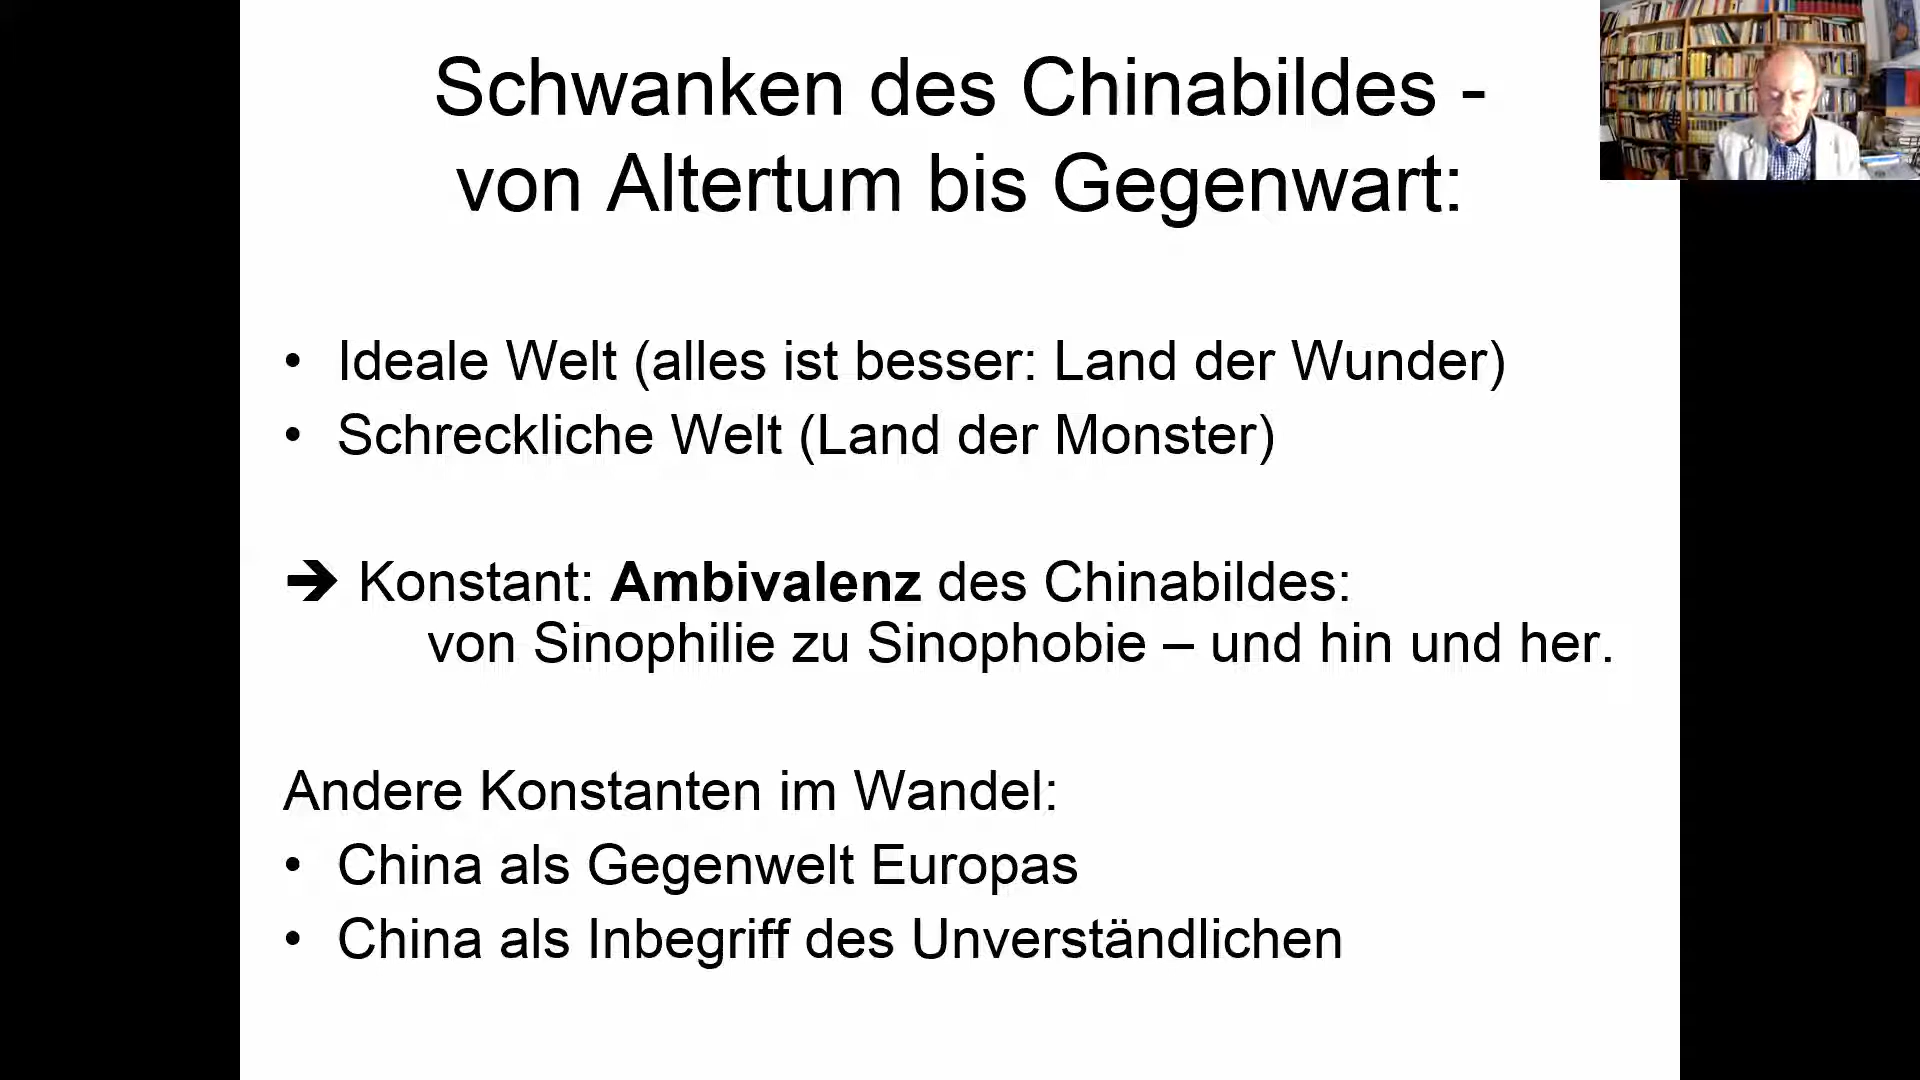 Schwanken des Chinabildes -
von Altertum bis Gegenwart:
• Ideale Welt (alles ist besser: Land der Wunder)
• Schreckliche Welt (Land der Monster)
➔ Konstant: Ambivalenz des Chinabildes:
von Sinophilie zu Sinophobie – und hin und her.
Andere Konstanten im Wandel:
• China als Gegenwelt Europas
• China als Inbegriff des Unverständlichen